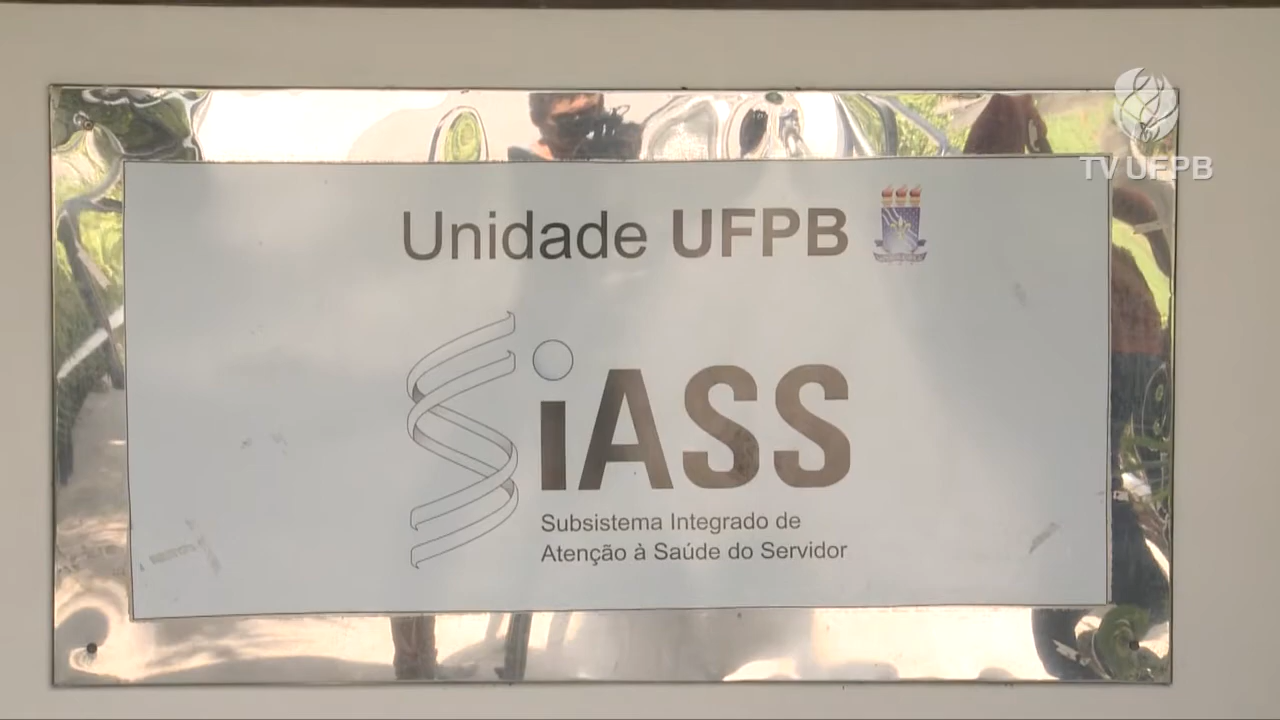 TV UFPB
Unidade UFPB
SiASS
Subsistema Integrado de
Atenção à Saúde do Servidor